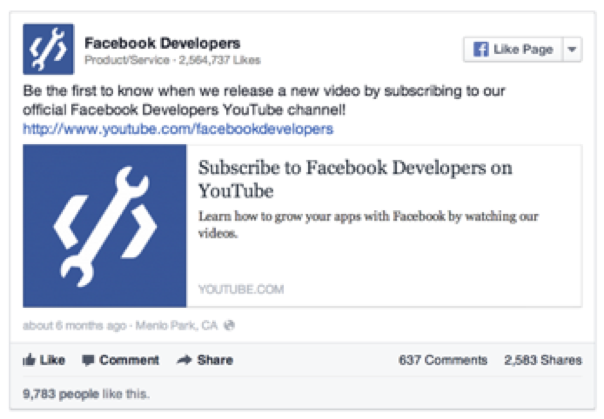 Facebook Developers
Product/Service · 2,564,737 Likes
Like Page
Be the first to know when we release a new video by subscribing to our
official Facebook Developers YouTube channel!
http://www.youtube.com/facebookdevelopers
Subscribe to Facebook Developers on
YouTube
Learn how to grow your apps with Facebook by watching our
videos.
YOUTUBE.COM
about 6 months ago · Menlo Park, CA
Like Comment Share 637 Comments 2,583 Shares
9,783 people like this.